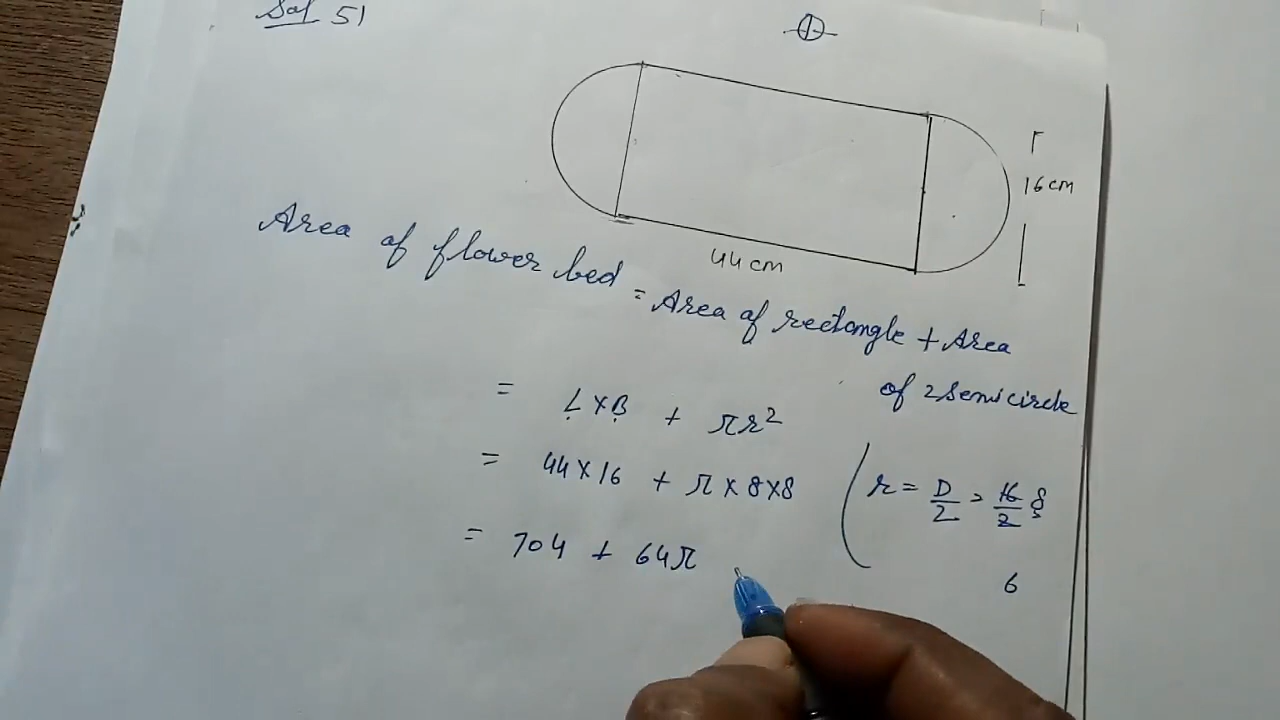 Sol 51
16 cm
44 cm
Area of flower bed = Area of rectangle + Area
of 2 semicircle
= L × B + πr²
= 44 × 16 + π × 8 × 8
r = D/2 = 16/2 8
= 704 + 64π
6